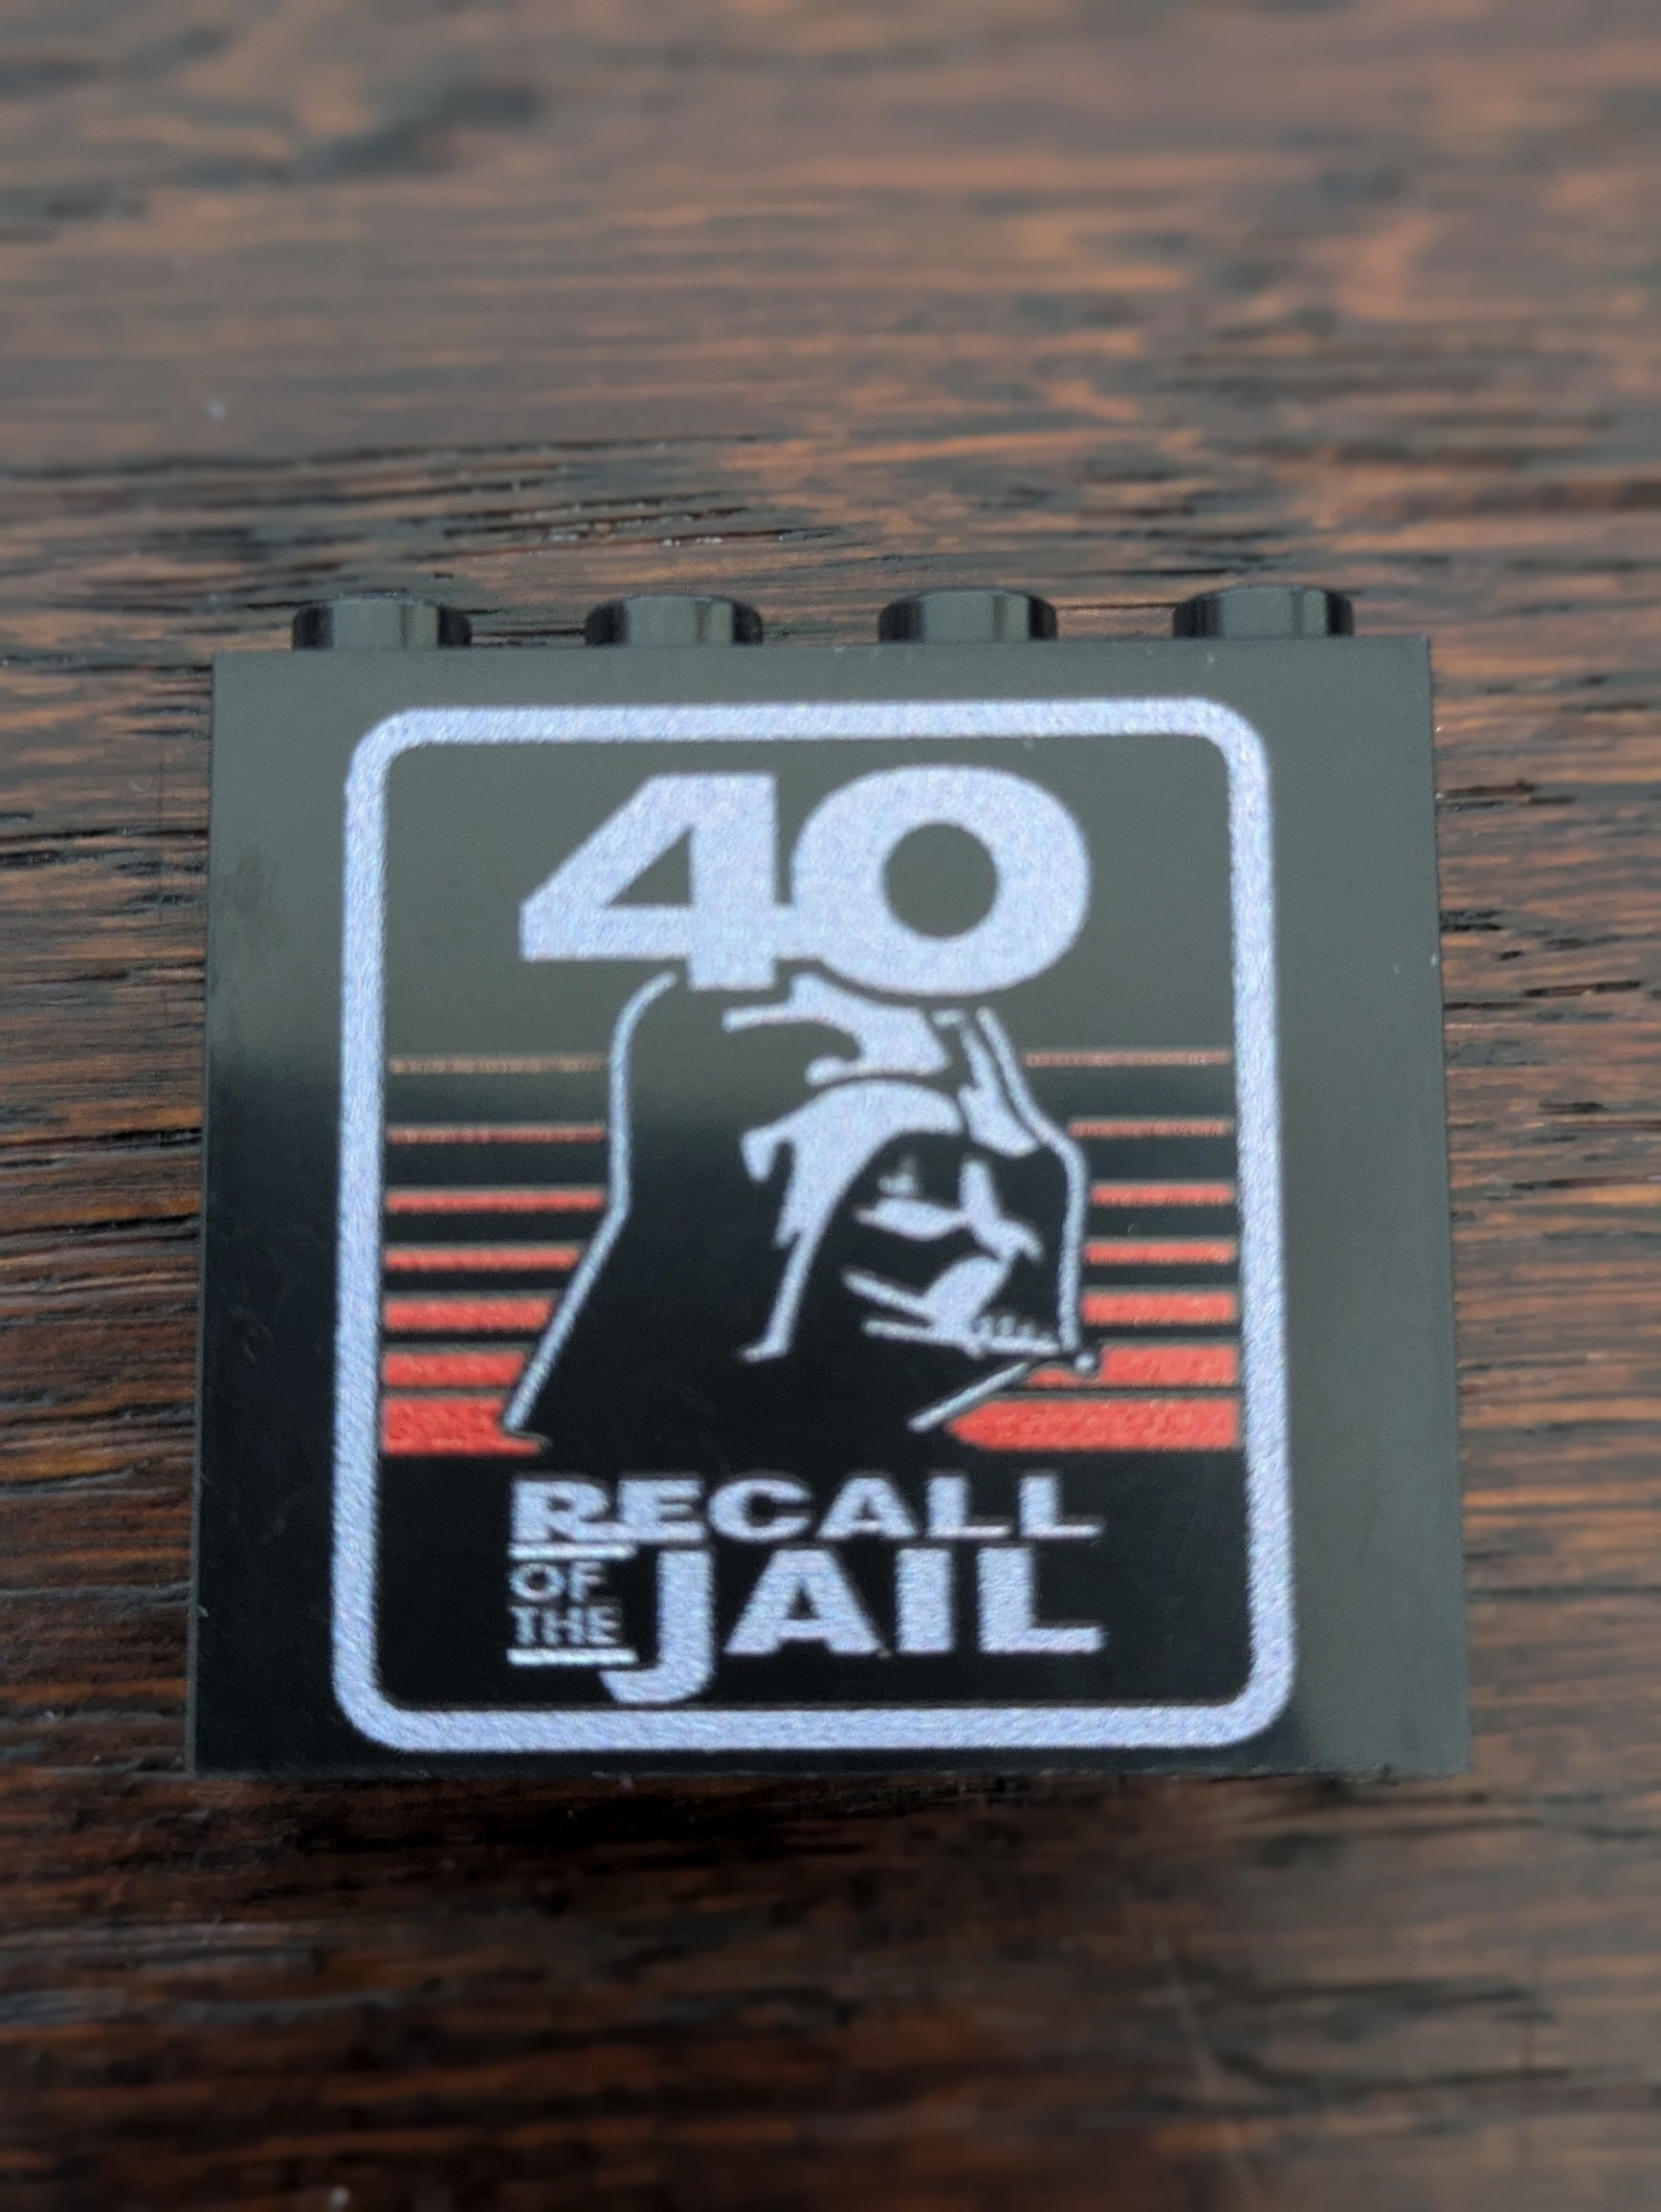 40
RECALL
OF
THE
JAIL